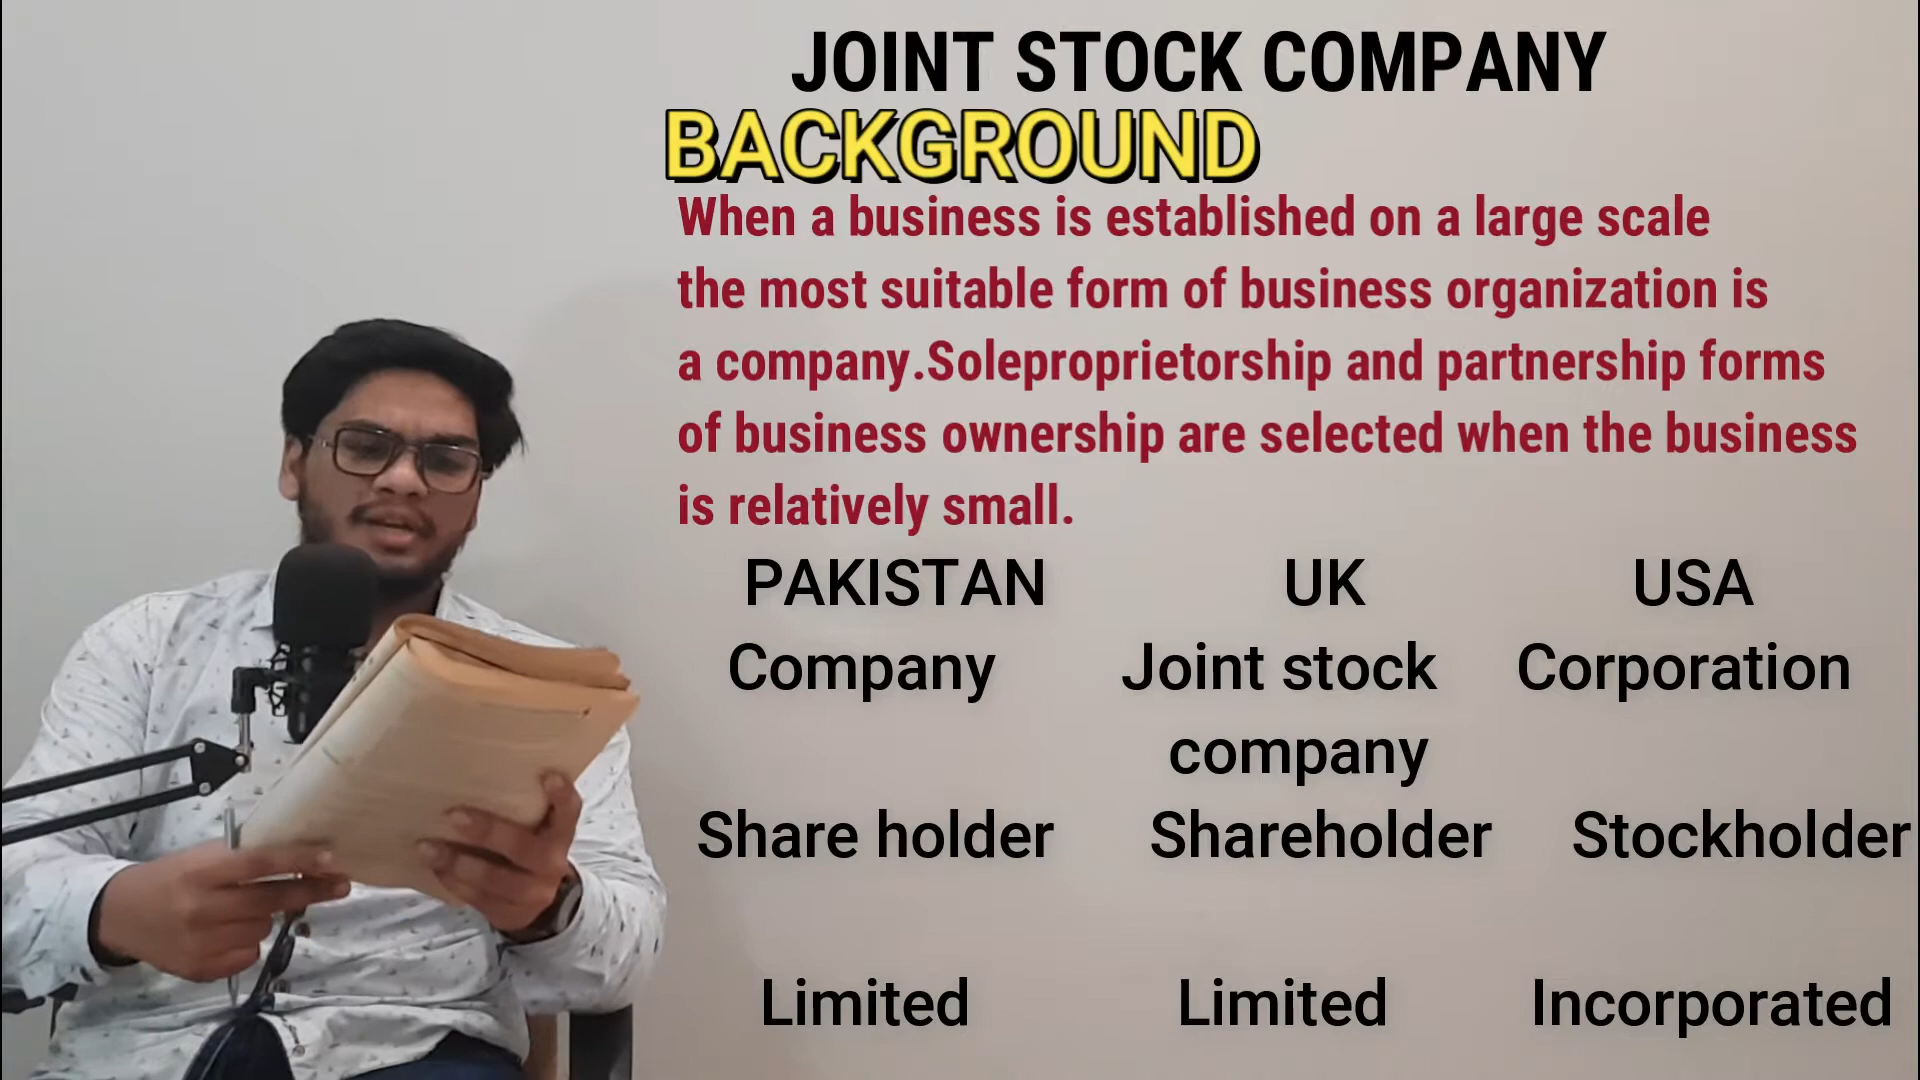 JOINT STOCK COMPANY
BACKGROUND
When a business is established on a large scale
the most suitable form of business organization is
a company.Soleproprietorship and partnership forms
of business ownership are selected when the business
is relatively small.
PAKISTAN UK USA
Company Joint stock Corporation
company
Share holder Shareholder Stockholder
Limited Limited Incorporated